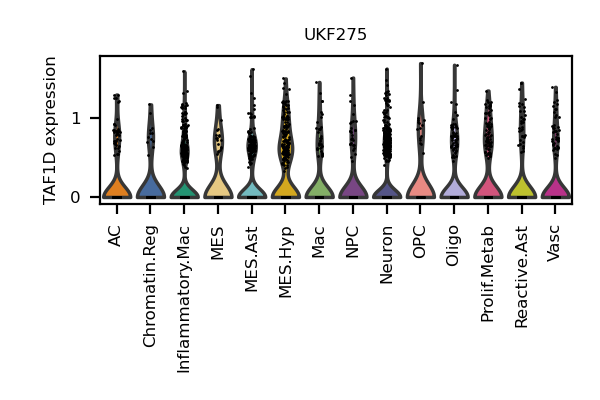 UKF275
TAF1D expression
1
0
AC
Chromatin.Reg
Inflammatory.Mac
MES
MES.Ast
MES.Hyp
Mac
NPC
Neuron
OPC
Oligo
Prolif.Metab
Reactive.Ast
Vasc